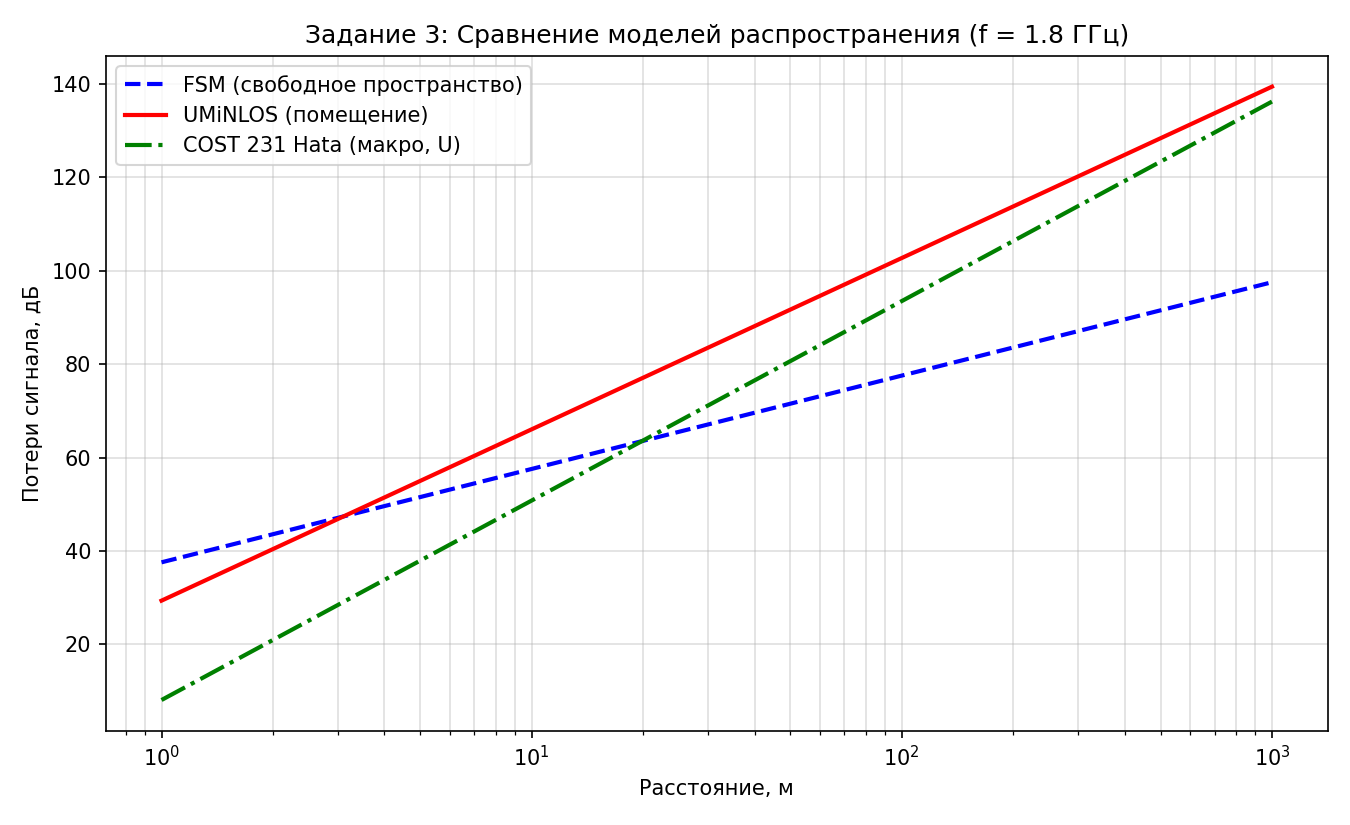 Задание 3: Сравнение моделей распространения (f = 1.8 ГГц)
FSM (свободное пространство)
UMiNLOS (помещение)
COST 231 Hata (макро, U)
Потери сигнала, дБ
140
120
100
80
60
40
20
10⁰
10¹
10²
10³
Расстояние, м